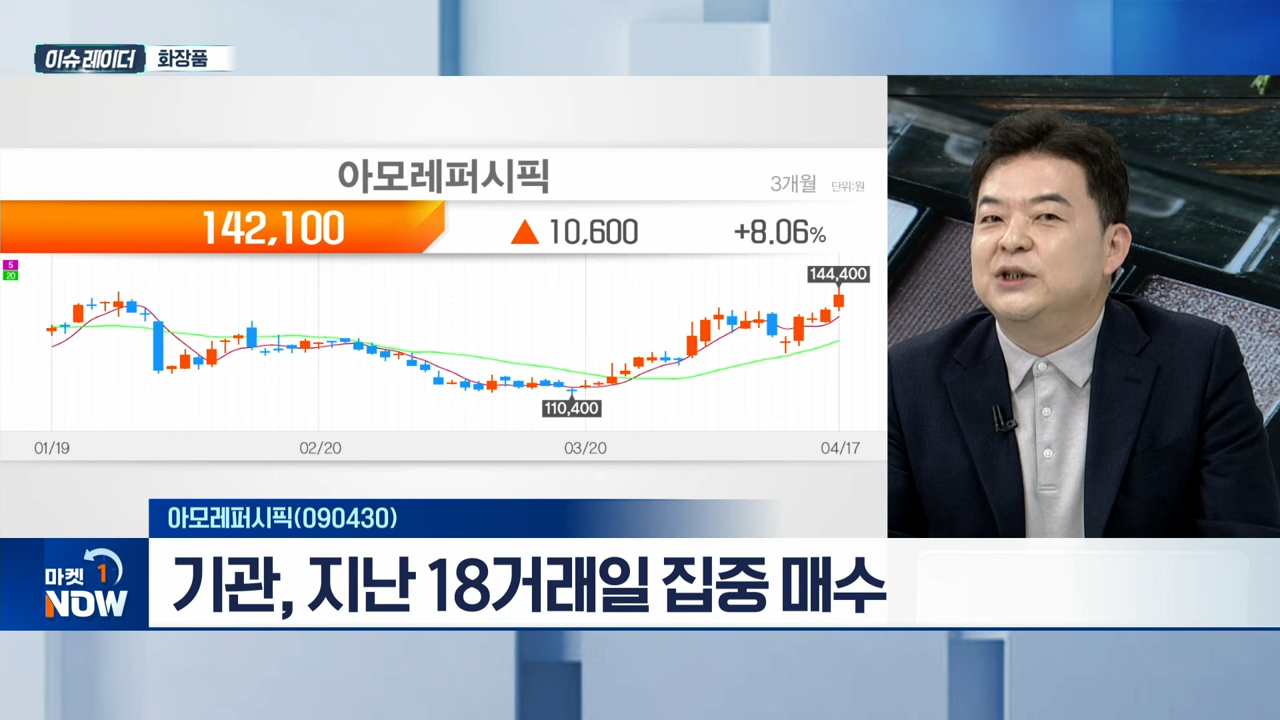 이슈레이더 화장품
아모레퍼시픽
3개월 단위:원
142,100 ▲ 10,600 +8.06%
5
20
144,400
110,400
01/19 02/20 03/20 04/17
아모레퍼시픽(090430)
마켓 1
NOW
기관, 지난 18거래일 집중 매수